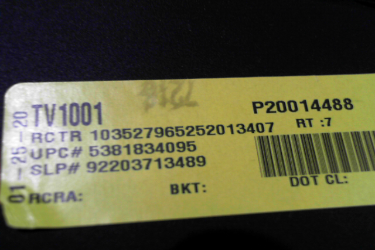 01-25-20
TV1001
P20014488
RCTR 103527965252013407 RT :7
UPC# 5381834095
SLP# 92203713489
RCRA: BKT: DOT CL: